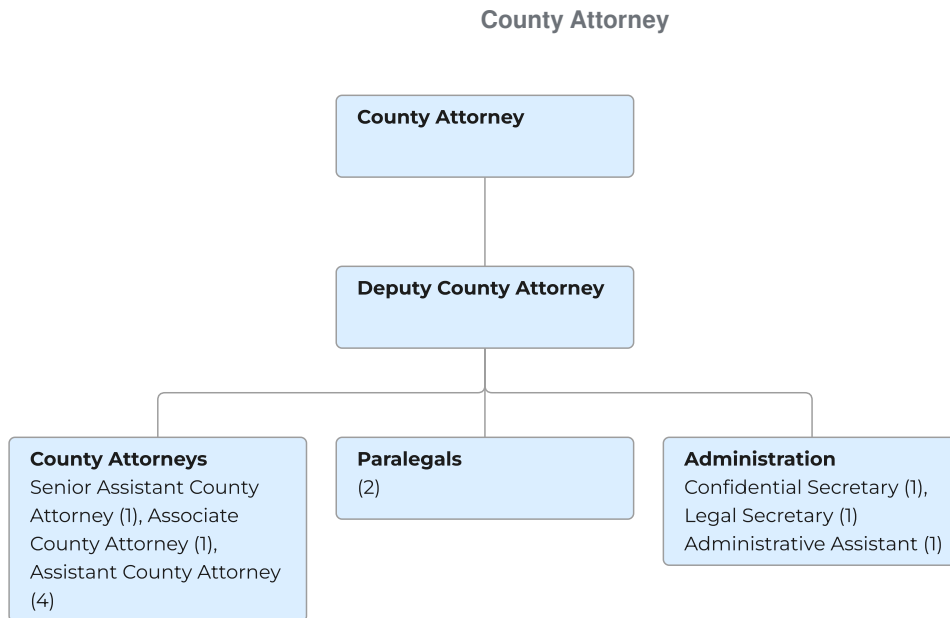 County Attorney
County Attorney
Deputy County Attorney
County Attorneys
Senior Assistant County
Attorney (1), Associate
County Attorney (1),
Assistant County Attorney
(4)
Paralegals
(2)
Administration
Confidential Secretary (1),
Legal Secretary (1)
Administrative Assistant (1)